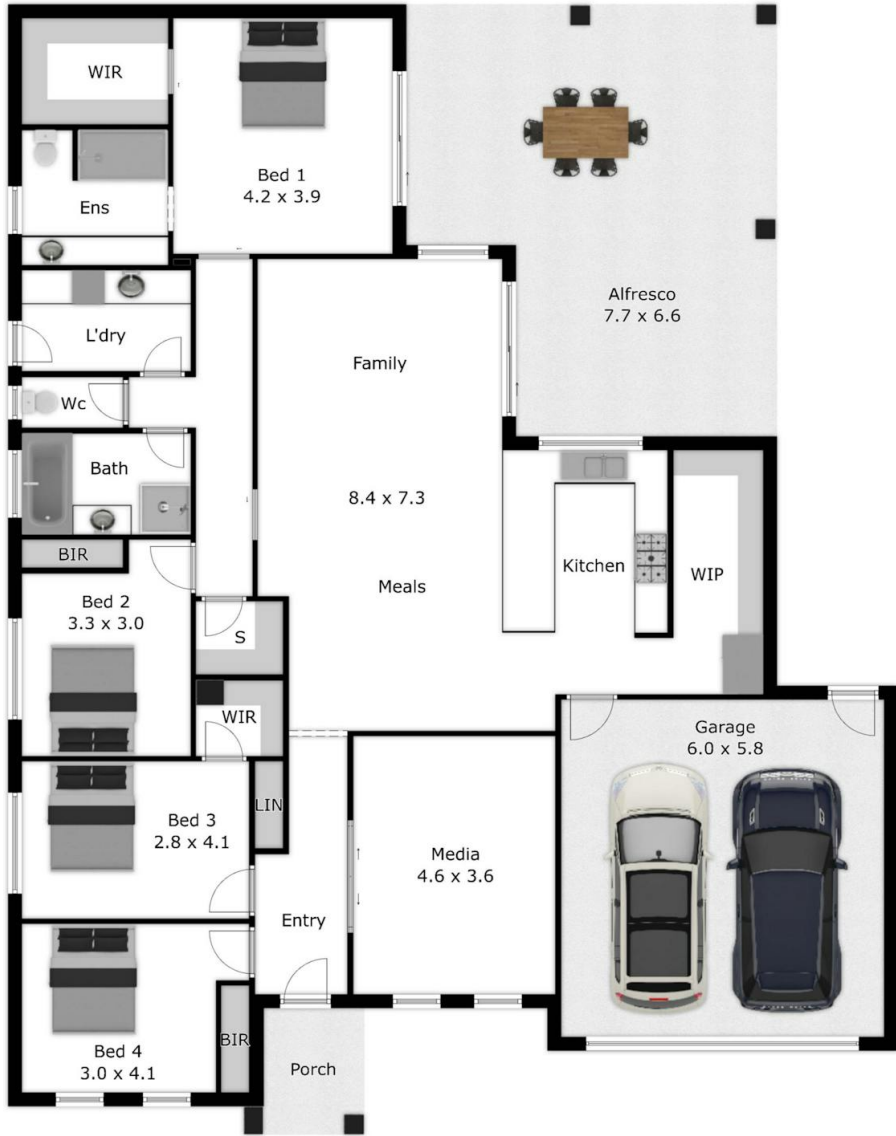 WIR
Bed 1
4.2 x 3.9
Ens
Alfresco
7.7 x 6.6
L'dry
Family
Wc
Bath
8.4 x 7.3
BIR
Kitchen
WIP
Meals
Bed 2
3.3 x 3.0
S
WIR
Garage
6.0 x 5.8
LIN
Bed 3
2.8 x 4.1
Media
4.6 x 3.6
Entry
BIR
Bed 4
3.0 x 4.1
Porch